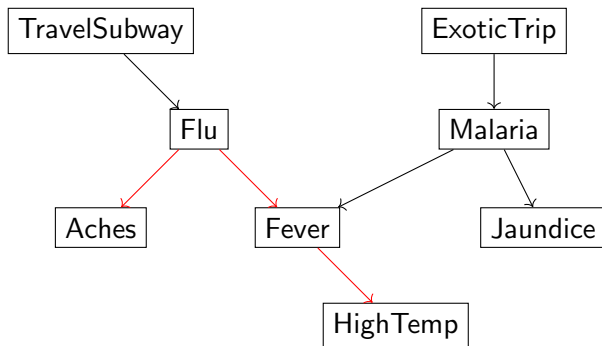 TravelSubway
ExoticTrip
Flu
Malaria
Aches
Fever
Jaundice
HighTemp